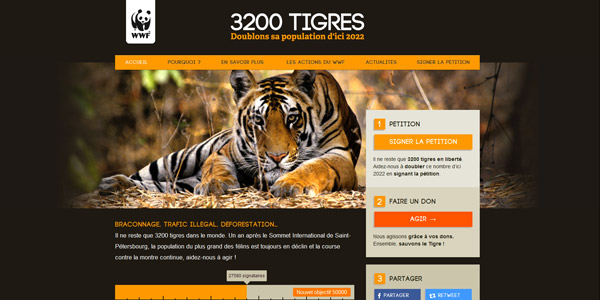 WWF
3200 TIGRES
Doublons sa population d'ici 2022
ACCUEIL POURQUOI ? EN SAVOIR PLUS LES ACTIONS DU WWF ACTUALITÉS SIGNER LA PÉTITION
1 PETITION
SIGNER LA PÉTITION
Il ne reste que 3200 tigres en liberté
Aidez-nous à doubler ce nombre d'ici
2022 en signant la pétition.
2 FAIRE UN DON
AGIR →
Nous agissons grâce à vos dons.
Ensemble, sauvons le Tigre !
BRACONNAGE, TRAFIC ILLEGAL, DEFORESTATION...
Il ne reste que 3200 tigres dans le monde. Un an après le Sommet International de Saint-
Pétersbourg, la population du plus grand des félins est toujours en déclin et la course
contre la montre continue, aidez-nous à agir !
27560 signataires
Nouvel objectif 50000
3 PARTAGER
PARTAGER
RETWEET